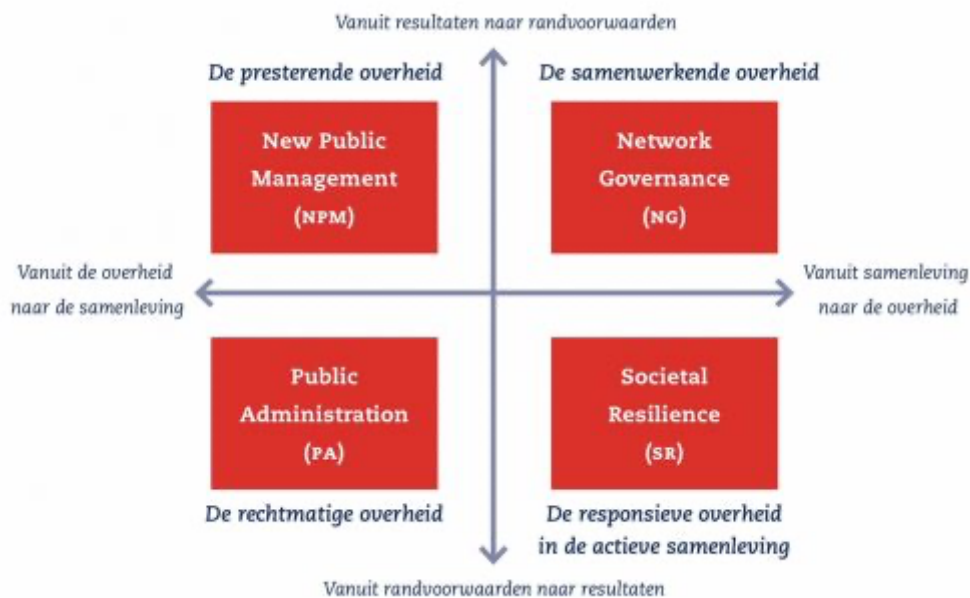 Vanuit resultaten naar randvoorwaarden
De presterende overheid
De samenwerkende overheid
New Public
Management
(NPM)
Network
Governance
(NG)
Vanuit de overheid
naar de samenleving
Vanuit samenleving
naar de overheid
Public
Administration
(PA)
Societal
Resilience
(SR)
De rechtmatige overheid
De responsieve overheid
in de actieve samenleving
Vanuit randvoorwaarden naar resultaten